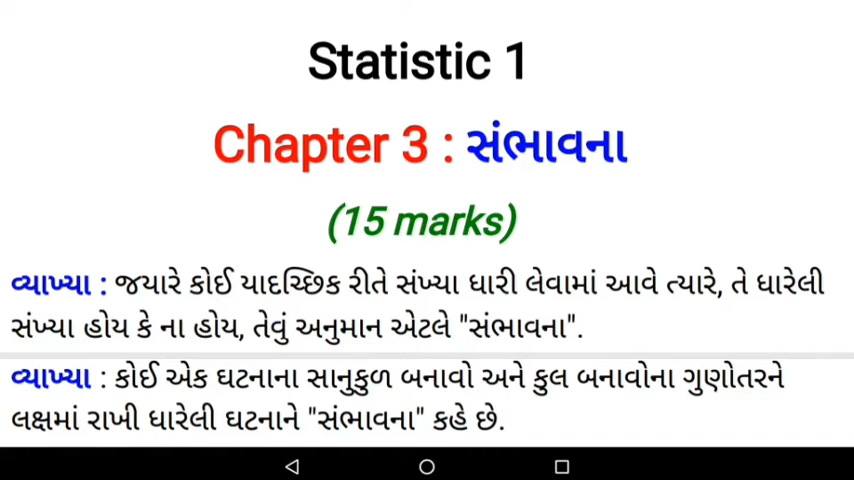 Statistic 1
Chapter 3 : સંભાવના
(15 marks)
વ્યાખ્યા : જયારે કોઈ યાદચ્છિક રીતે સંખ્યા ધારી લેવામાં આવે ત્યારે, તે ધારેલી
સંખ્યા હોય કે ના હોય, તેવું અનુમાન એટલે "સંભાવના".
વ્યાખ્યા : કોઈ એક ઘટનાના સાનુકુળ બનાવો અને કુલ બનાવોના ગુણોતરને
લક્ષમાં રાખી ધારેલી ઘટનાને "સંભાવના" કહે છે.